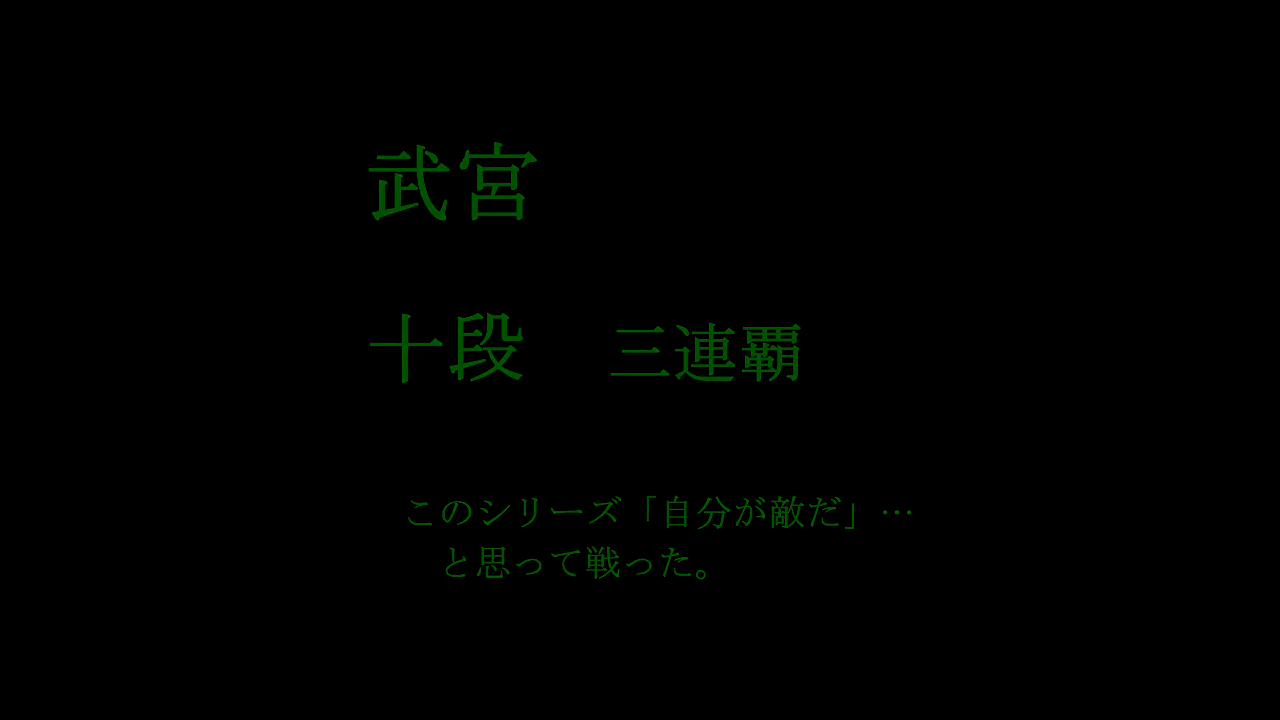 武宮
十段　三連覇
このシリーズ「自分が敵だ」…
と思って戦った。